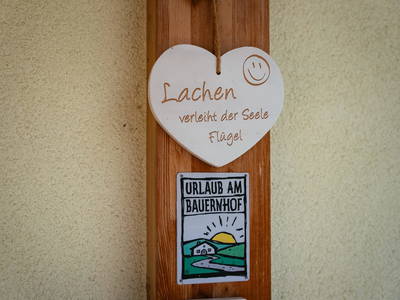 Lachen
verleiht der Seele
Flügel
URLAUB AM
BAUERNHOF